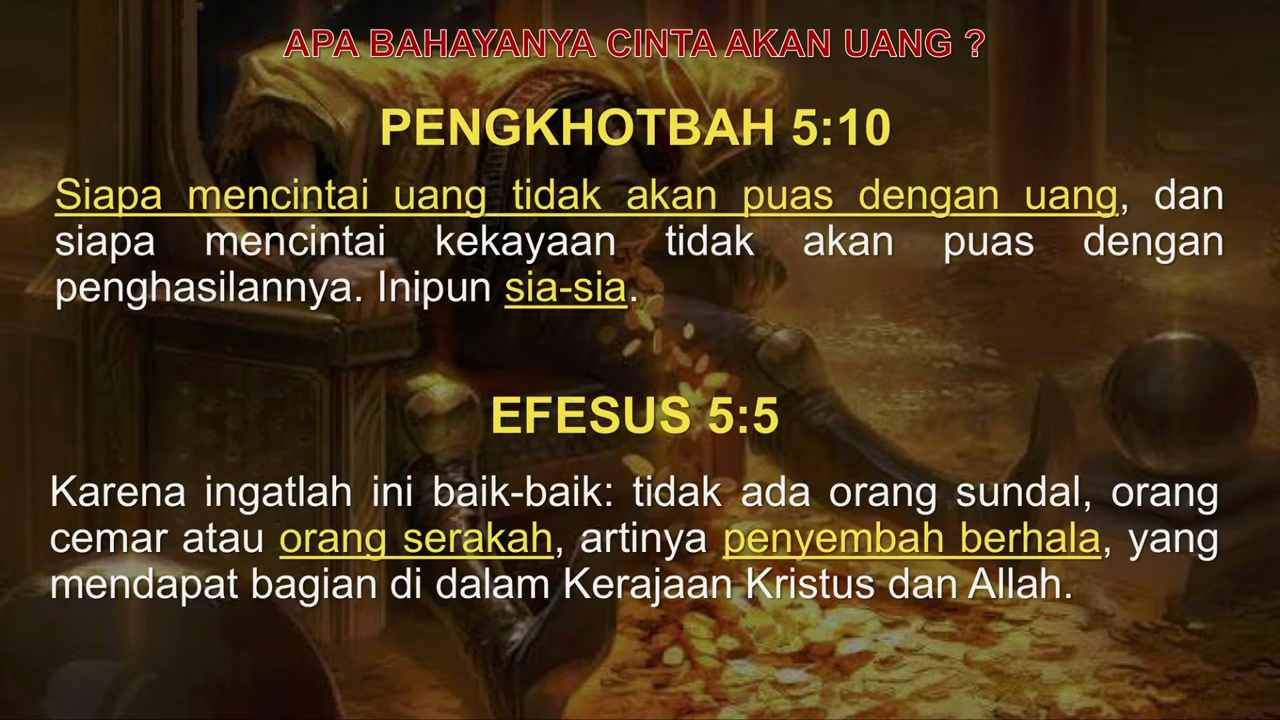 APA BAHAYANYA CINTA AKAN UANG ?
PENGKHOTBAH 5:10
Siapa mencintai uang tidak akan puas dengan uang, dan
siapa mencintai kekayaan tidak akan puas dengan
penghasilannya. Inipun sia-sia.
EFESUS 5:5
Karena ingatlah ini baik-baik: tidak ada orang sundal, orang
cemar atau orang serakah, artinya penyembah berhala, yang
mendapat bagian di dalam Kerajaan Kristus dan Allah.